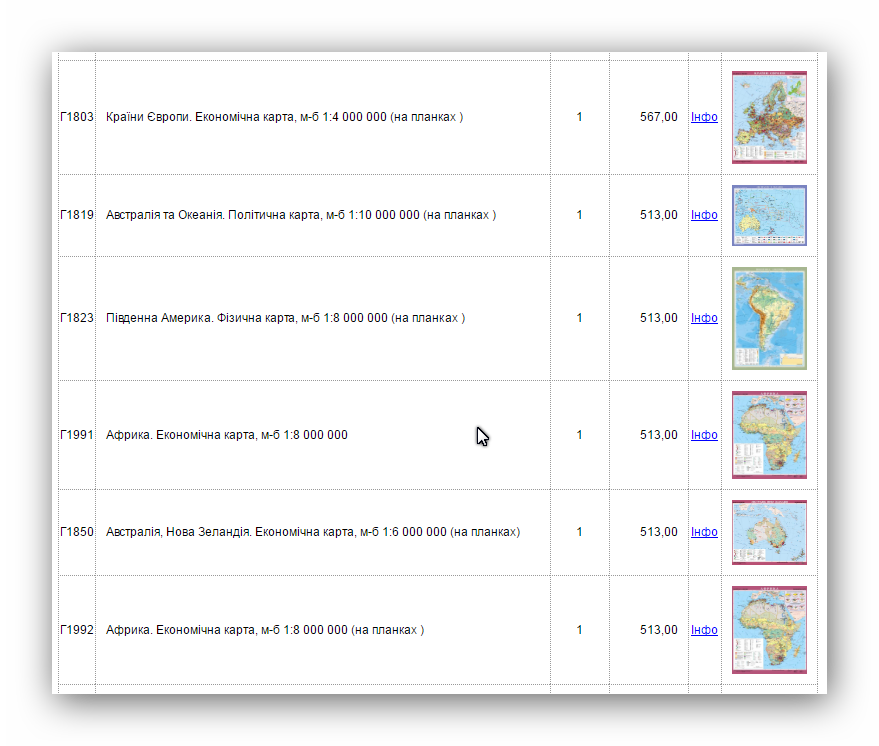 Г1803 Країни Європи. Економічна карта, м-б 1:4 000 000 (на планках ) 1 567,00 Інфо
Г1819 Австралія та Океанія. Політична карта, м-б 1:10 000 000 (на планках ) 1 513,00 Інфо
Г1823 Південна Америка. Фізична карта, м-б 1:8 000 000 (на планках ) 1 513,00 Інфо
Г1991 Африка. Економічна карта, м-б 1:8 000 000 1 513,00 Інфо
Г1850 Австралія, Нова Зеландія. Економічна карта, м-б 1:6 000 000 (на планках) 1 513,00 Інфо
Г1992 Африка. Економічна карта, м-б 1:8 000 000 (на планках ) 1 513,00 Інфо